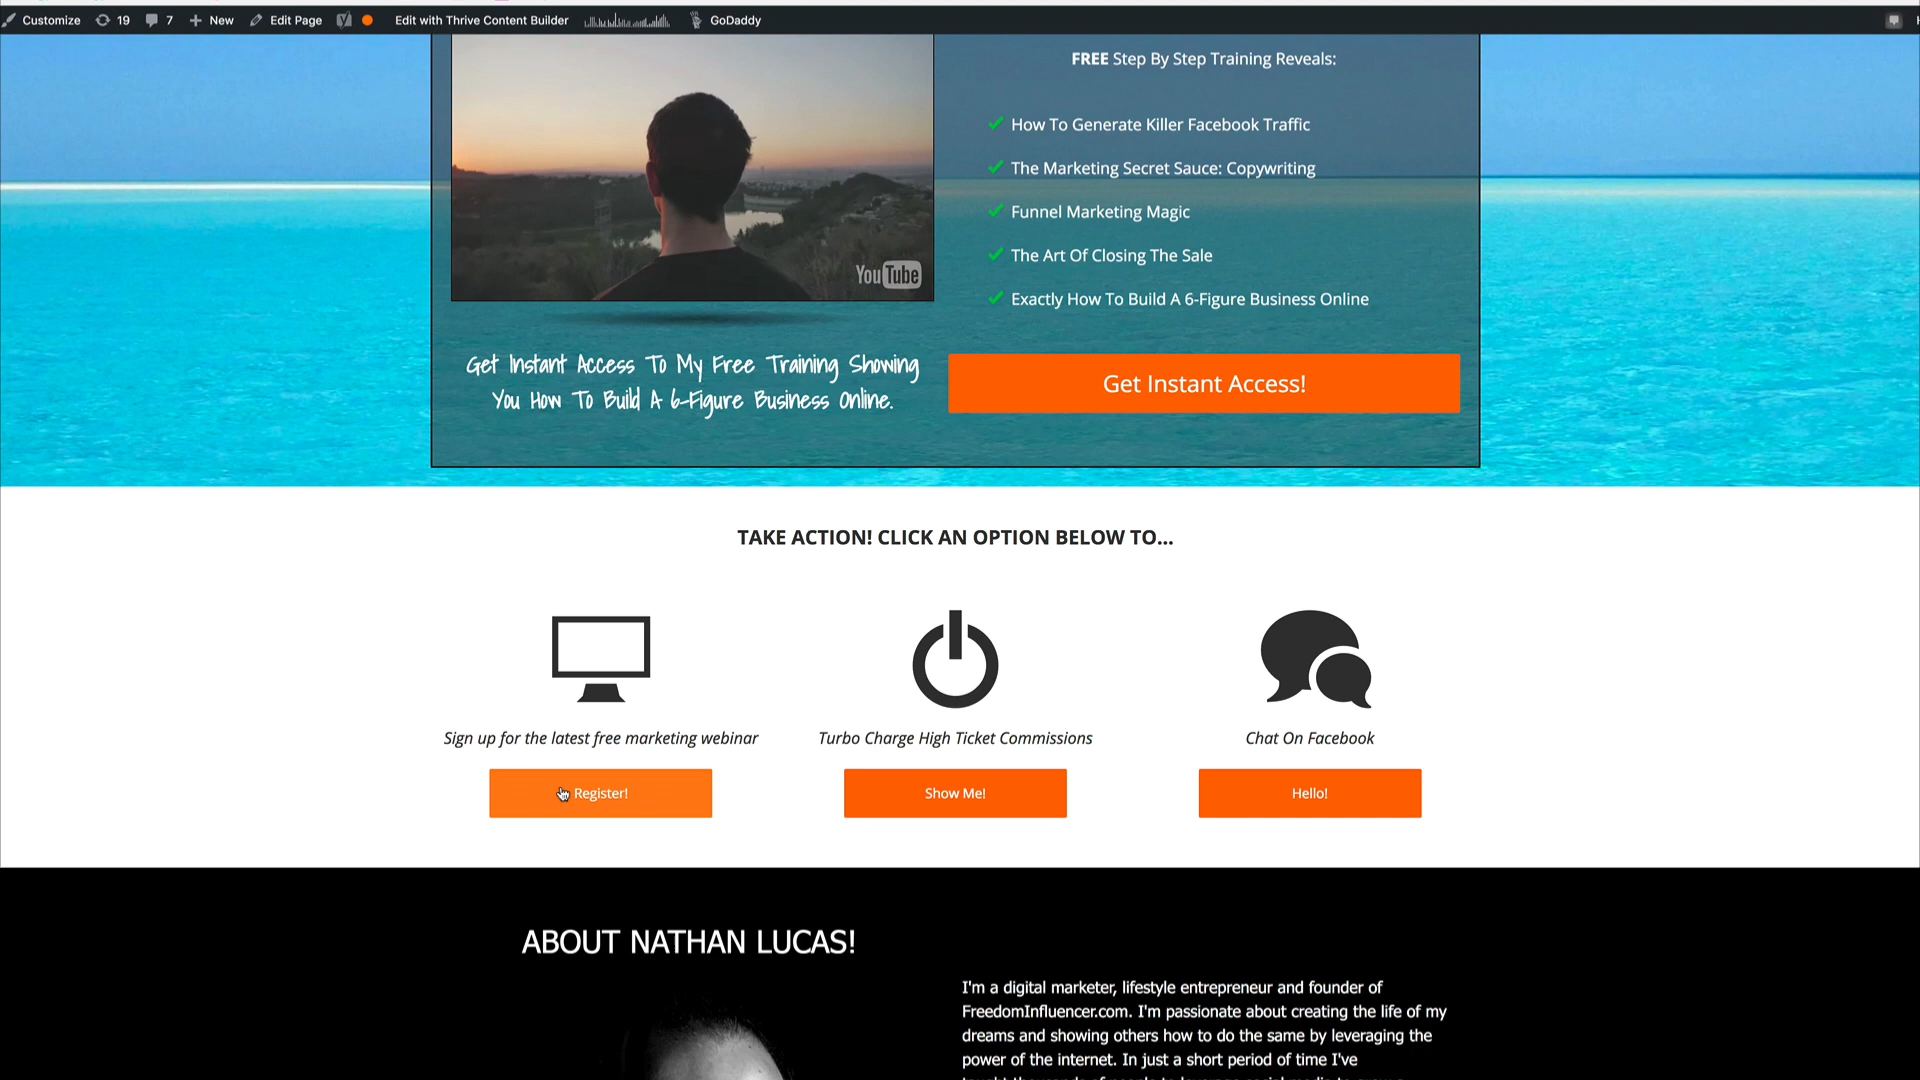 Customize 19 7 New Edit Page Edit with Thrive Content Builder GoDaddy
FREE Step By Step Training Reveals:
How To Generate Killer Facebook Traffic
The Marketing Secret Sauce: Copywriting
Funnel Marketing Magic
The Art Of Closing The Sale
Exactly How To Build A 6-Figure Business Online
YouTube
Get Instant Access To My Free Training Showing
You How To Build A 6-Figure Business Online.
Get Instant Access!
TAKE ACTION! CLICK AN OPTION BELOW TO...
Sign up for the latest free marketing webinar
Turbo Charge High Ticket Commissions
Chat On Facebook
Register!
Show Me!
Hello!
ABOUT NATHAN LUCAS!
I'm a digital marketer, lifestyle entrepreneur and founder of
FreedomInfluencer.com. I'm passionate about creating the life of my
dreams and showing others how to do the same by leveraging the
power of the internet. In just a short period of time I've